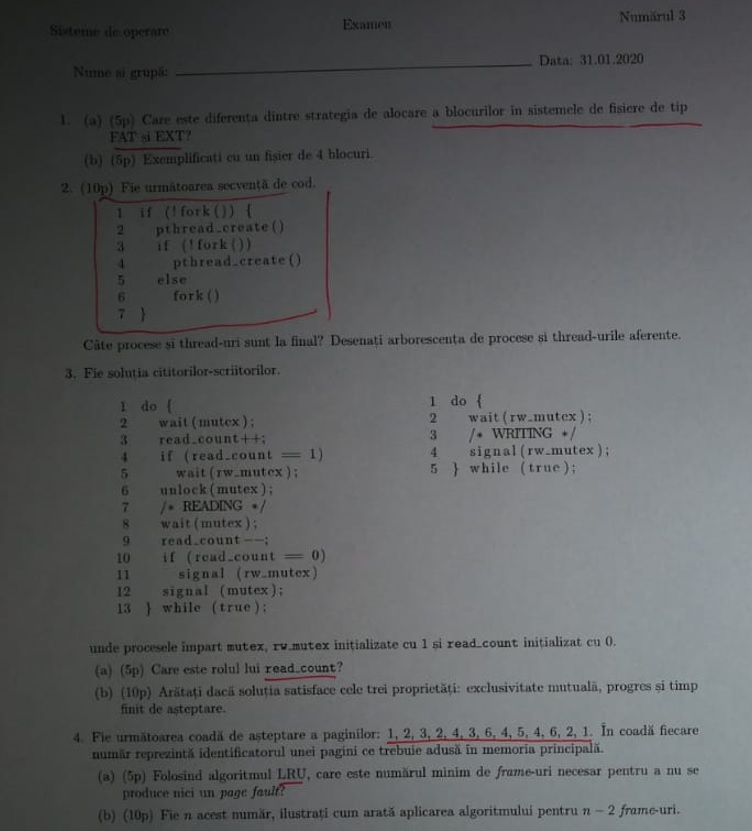 Sisteme de operare Examen Numărul 3
Nume și grupă: Data: 31.01.2020
1. (a) (5p) Care este diferența dintre strategia de alocare a blocurilor în sistemele de fișiere de tip
FAT și EXT?
(b) (5p) Exemplificați cu un fișier de 4 blocuri.
2. (10p) Fie următoarea secvență de cod.
1 if (!fork()) {
2 pthread_create()
3 if (!fork())
4 pthread_create()
5 else
6 fork()
7 }
Câte procese și thread-uri sunt la final? Desenați arborescența de procese și thread-urile aferente.
3. Fie soluția cititorilor-scriitorilor.
1 do {
2 wait(mutex);
3 read_count++;
4 if (read_count == 1)
5 wait(rw_mutex);
6 unlock(mutex);
7 /* READING */
8 wait(mutex);
9 read_count--;
10 if (read_count == 0)
11 signal (rw_mutex)
12 signal (mutex);
13 } while (true);
1 do {
2 wait(rw_mutex);
3 /* WRITING */
4 signal(rw_mutex);
5 } while (true);
unde procesele împart mutex, rw_mutex inițializate cu 1 și read_count inițializat cu 0.
(a) (5p) Care este rolul lui read_count?
(b) (10p) Arătați dacă soluția satisface cele trei proprietăți: exclusivitate mutuală, progres și timp
finit de așteptare.
4. Fie următoarea coadă de așteptare a paginilor: 1, 2, 3, 2, 4, 3, 6, 4, 5, 4, 6, 2, 1. În coadă fiecare
număr reprezintă identificatorul unei pagini ce trebuie adusă în memoria principală.
(a) (5p) Folosind algoritmul LRU, care este numărul minim de frame-uri necesar pentru a nu se
produce nici un page fault?
(b) (10p) Fie n acest număr, ilustrați cum arată aplicarea algoritmului pentru n − 2 frame-uri.